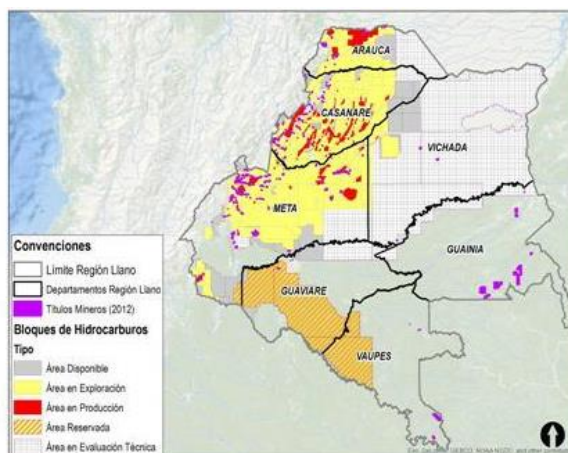 ARAUCA
CASANARE
VICHADA
META
GUAINIA
GUAVIARE
VAUPES
Convenciones
Límite Región Llano
Departamentos Región Llano
Títulos Mineros (2012)
Bloques de Hidrocarburos
Tipo
Área Disponible
Área en Exploración
Área en Producción
Área Reservada
Área en Evaluación Técnica